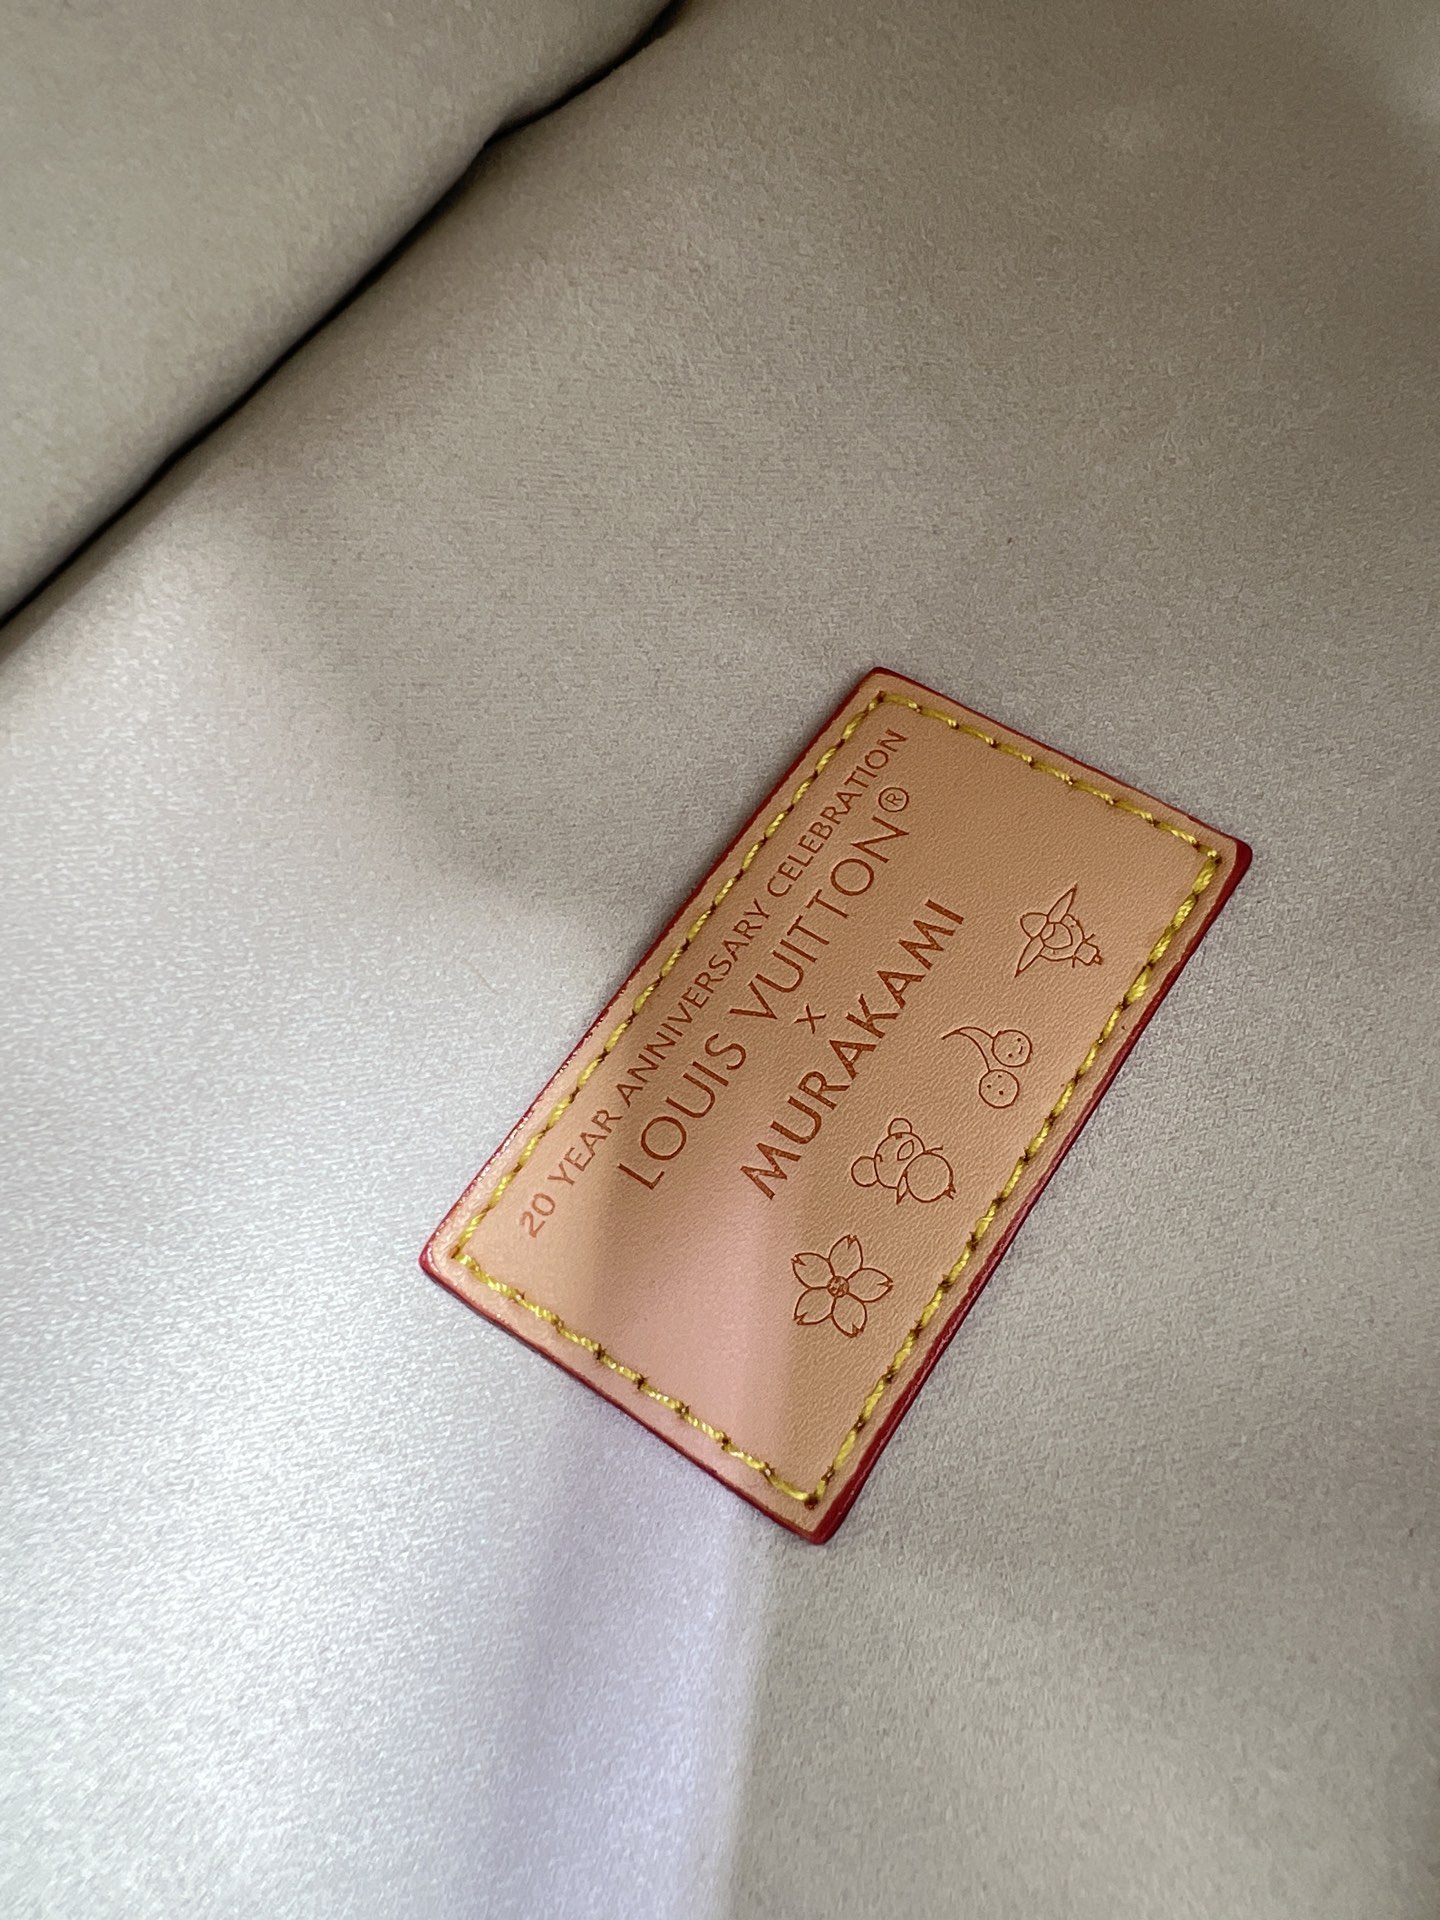 20 YEAR ANNIVERSARY CELEBRATION
LOUIS VUITTON®
X
MURAKAMI